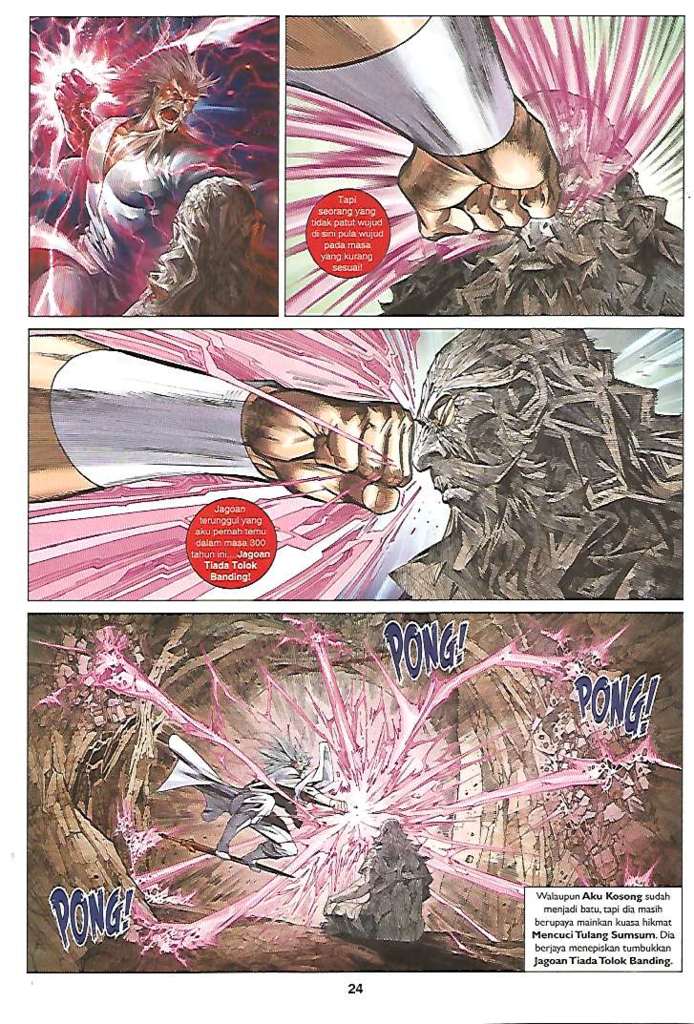 Tapi
seorang yang
tidak patut wujud
di sini pula wujud
pada masa
yang kurang
sesuai!
Jagoan
terunggul yang
aku pernah temu
dalam masa 300
tahun ini....Jagoan
Tiada Tolok
Banding!
PONG!
PONG!
PONG!
Walaupun Aku Kosong sudah
menjadi batu, tapi dia masih
berupaya mainkan kuasa hikmat
Mencuci Tulang Sumsum. Dia
berjaya menepiskan tumbukkan
Jagoan Tiada Tolok Banding.
24